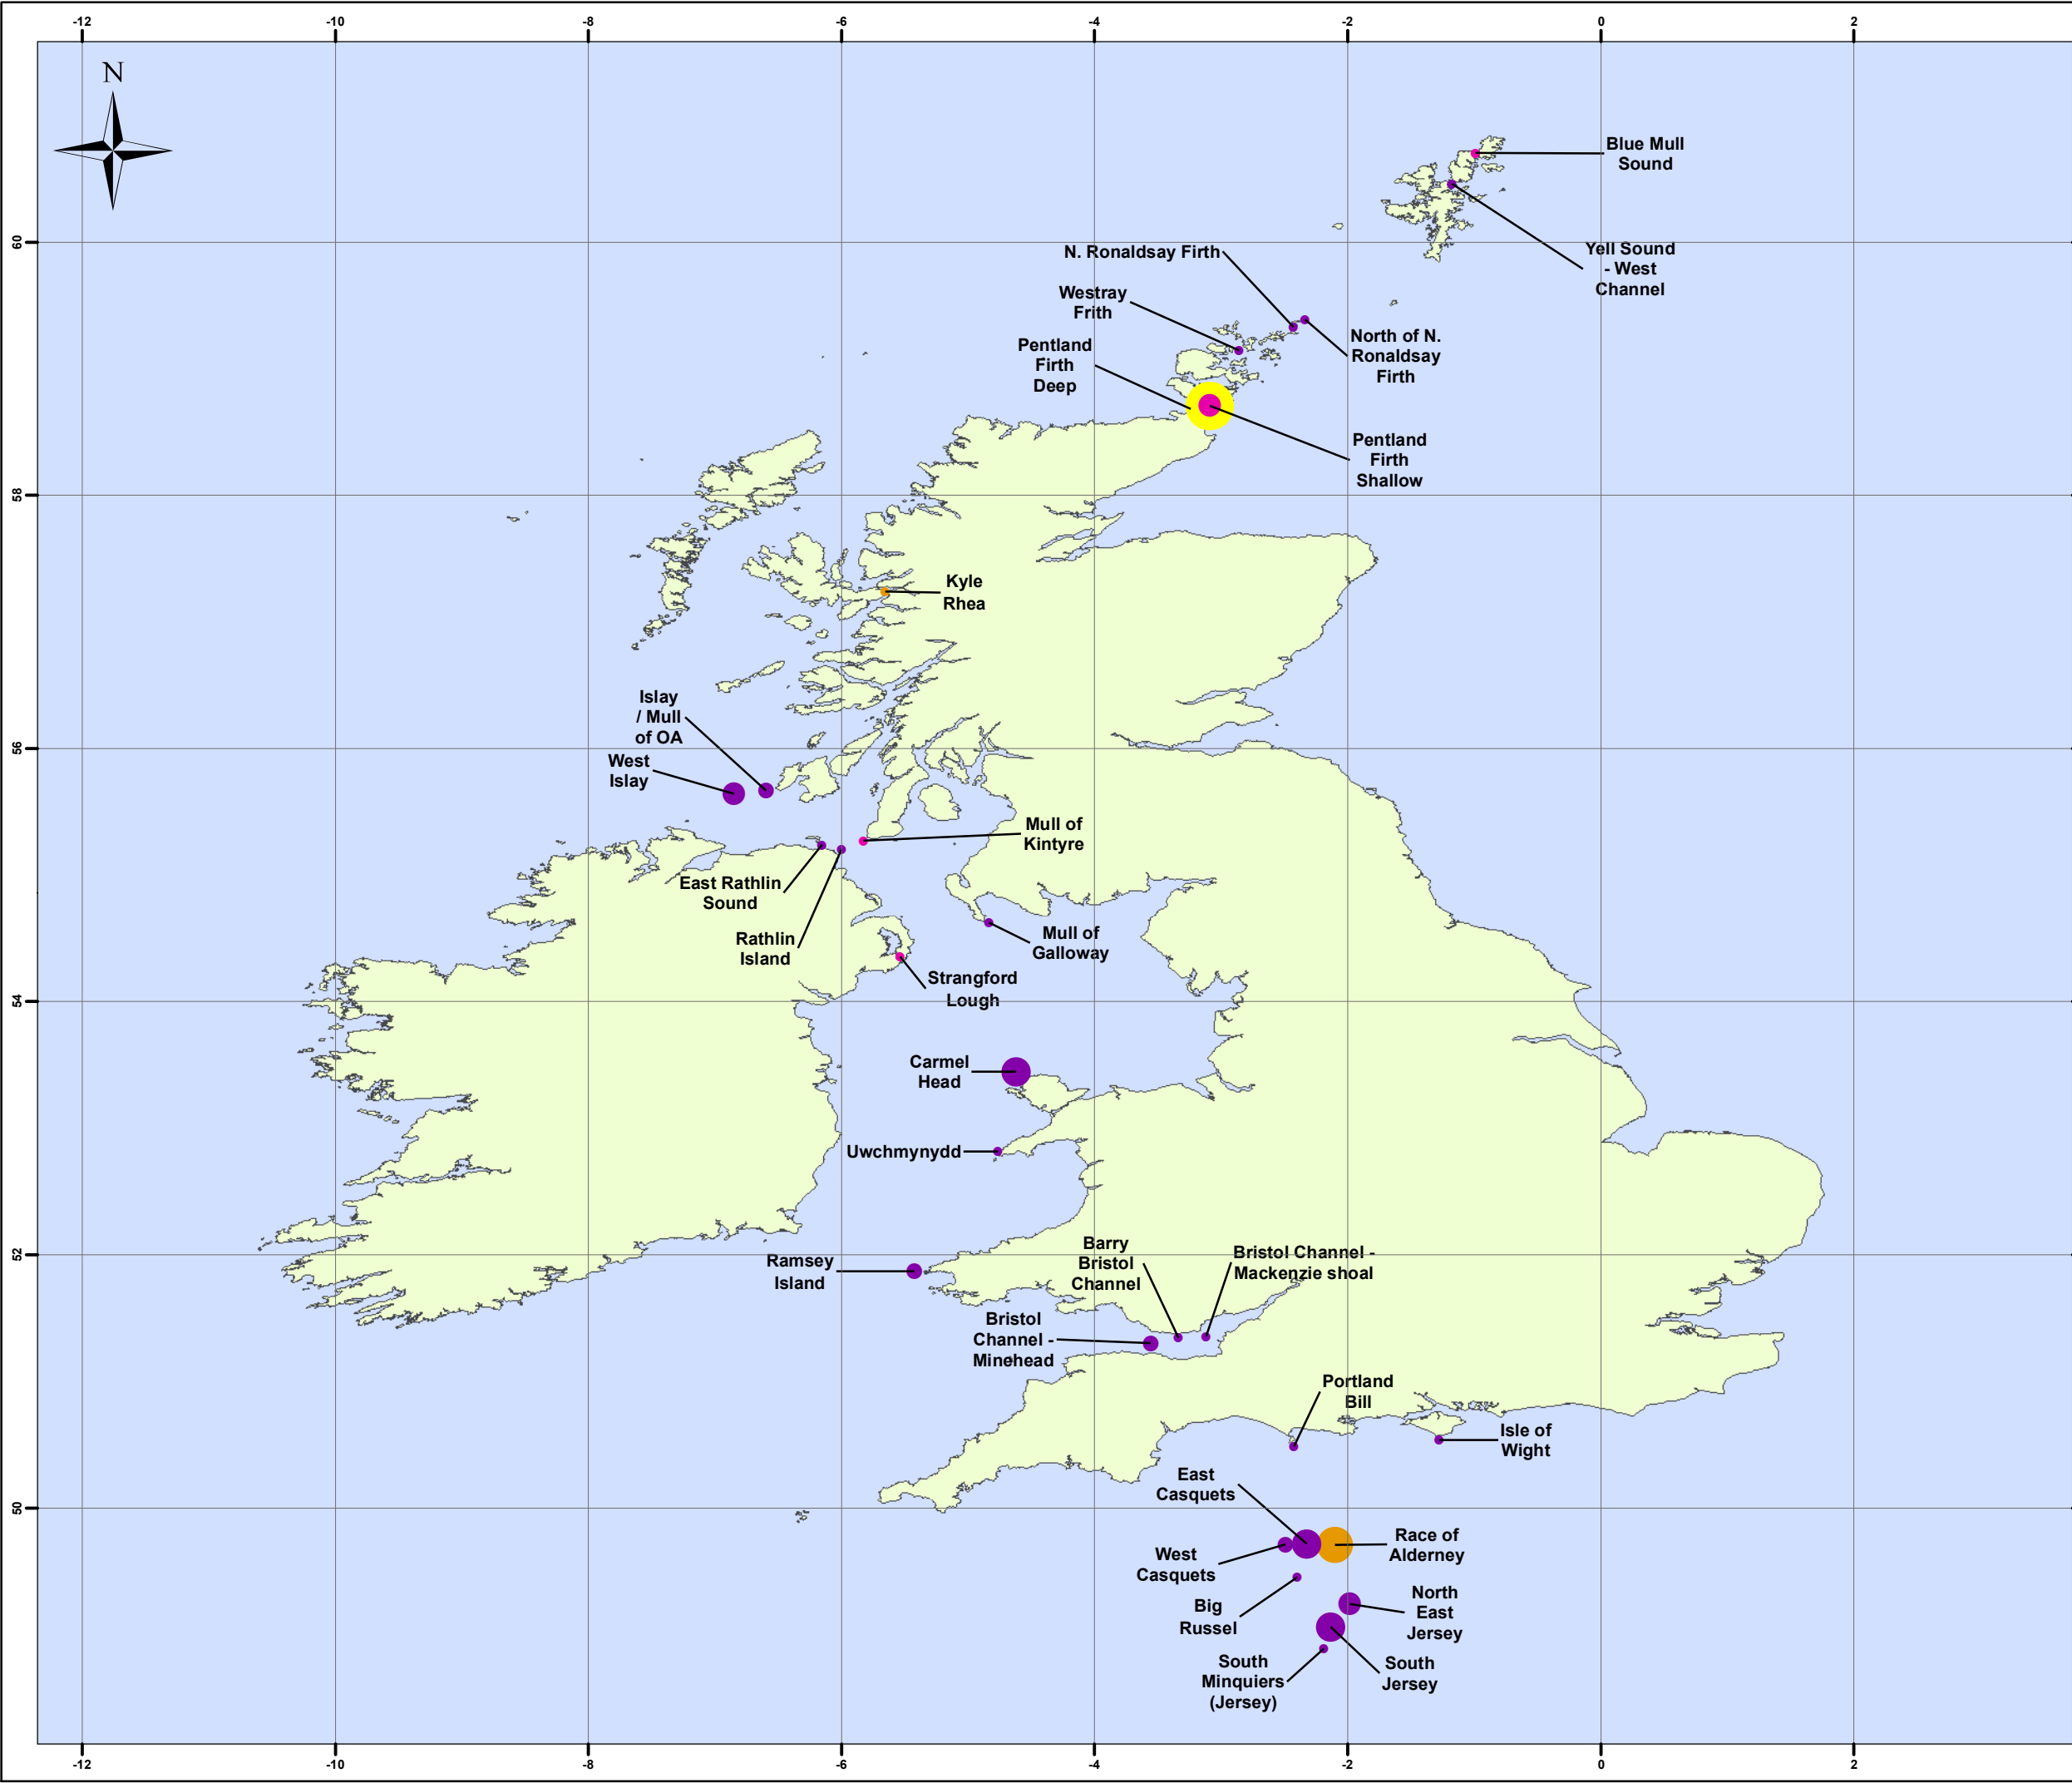 -12
-10
-8
-6
-4
-2
0
2
N
Blue Mull
Sound
60
Yell Sound
- West
Channel
N. Ronaldsay Firth
Westray
Frith
North of N.
Ronaldsay
Firth
Pentland
Firth
Deep
Pentland
Firth
Shallow
58
Kyle
Rhea
Islay
/ Mull
of OA
56
West
Islay
Mull of
Kintyre
East Rathlin
Sound
Rathlin
Island
Mull of
Galloway
Strangford
Lough
54
Carmel
Head
Uwchmynydd
52
Ramsey
Island
Barry
Bristol
Channel
Bristol Channel -
Mackenzie shoal
Bristol
Channel -
Minehead
Portland
Bill
Isle of
Wight
50
East
Casquets
West
Casquets
Race of
Alderney
Big
Russel
North
East
Jersey
South
Minquiers
(Jersey)
South
Jersey
-12
-10
-8
-6
-4
-2
0
2